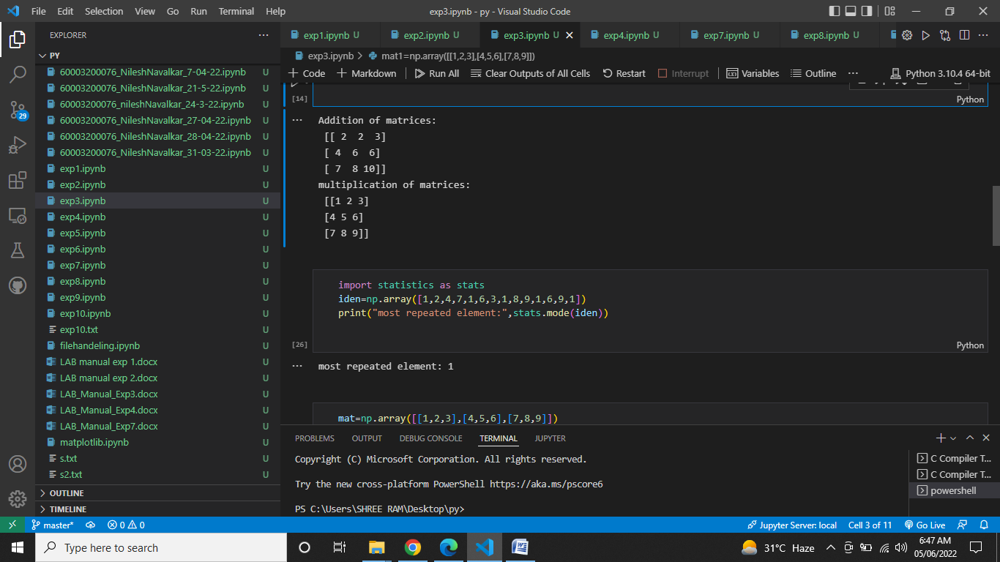 File Edit Selection View Go Run Terminal Help
exp3.ipynb - py - Visual Studio Code
EXPLORER
PY
60003200076_NileshNavalkar_7-04-22.ipynb U
60003200076_NileshNavalkar_21-5-22.ipynb U
60003200076_nileshNavalkar_24-3-22.ipynb U
60003200076_NileshNavalkar_27-04-22.ipynb U
60003200076_NileshNavalkar_28-04-22.ipynb U
60003200076_NileshNavalkar_31-03-22.ipynb U
exp1.ipynb U
exp2.ipynb U
exp3.ipynb U
exp4.ipynb U
exp5.ipynb U
exp6.ipynb U
exp7.ipynb U
exp8.ipynb U
exp9.ipynb U
exp10.ipynb U
exp10.txt U
filehandeling.ipynb U
LAB manual exp 1.docx U
LAB manual exp 2.docx U
LAB_Manual_Exp3.docx U
LAB_Manual_Exp4.docx U
LAB_Manual_Exp7.docx U
matplotlib.ipynb U
s.txt U
s2.txt U
OUTLINE
TIMELINE
29
exp1.ipynb U exp2.ipynb U exp3.ipynb U exp4.ipynb U exp7.ipynb U exp8.ipynb U
exp3.ipynb > mat1=np.array([[1,2,3],[4,5,6],[7,8,9]])
+ Code + Markdown Run All Clear Outputs of All Cells Restart Interrupt Variables Outline ... Python 3.10.4 64-bit
[14] Python
Addition of matrices:
[[ 2 2 3]
[ 4 6 6]
[ 7 8 10]]
multiplication of matrices:
[[1 2 3]
[4 5 6]
[7 8 9]]
import statistics as stats
iden=np.array([1,2,4,7,1,6,3,1,8,9,1,6,9,1])
print("most repeated element:",stats.mode(iden))
[26] Python
most repeated element: 1
mat=np.array([[1,2,3],[4,5,6],[7,8,9]])
PROBLEMS OUTPUT DEBUG CONSOLE TERMINAL JUPYTER
Copyright (C) Microsoft Corporation. All rights reserved.
Try the new cross-platform PowerShell https://aka.ms/pscore6
PS C:\Users\SHREE RAM\Desktop\py>
C Compiler T...
C Compiler T...
powershell
master* 0 0 Jupyter Server: local Cell 3 of 11 Go Live
Type here to search
31°C Haze
6:47 AM
05/06/2022